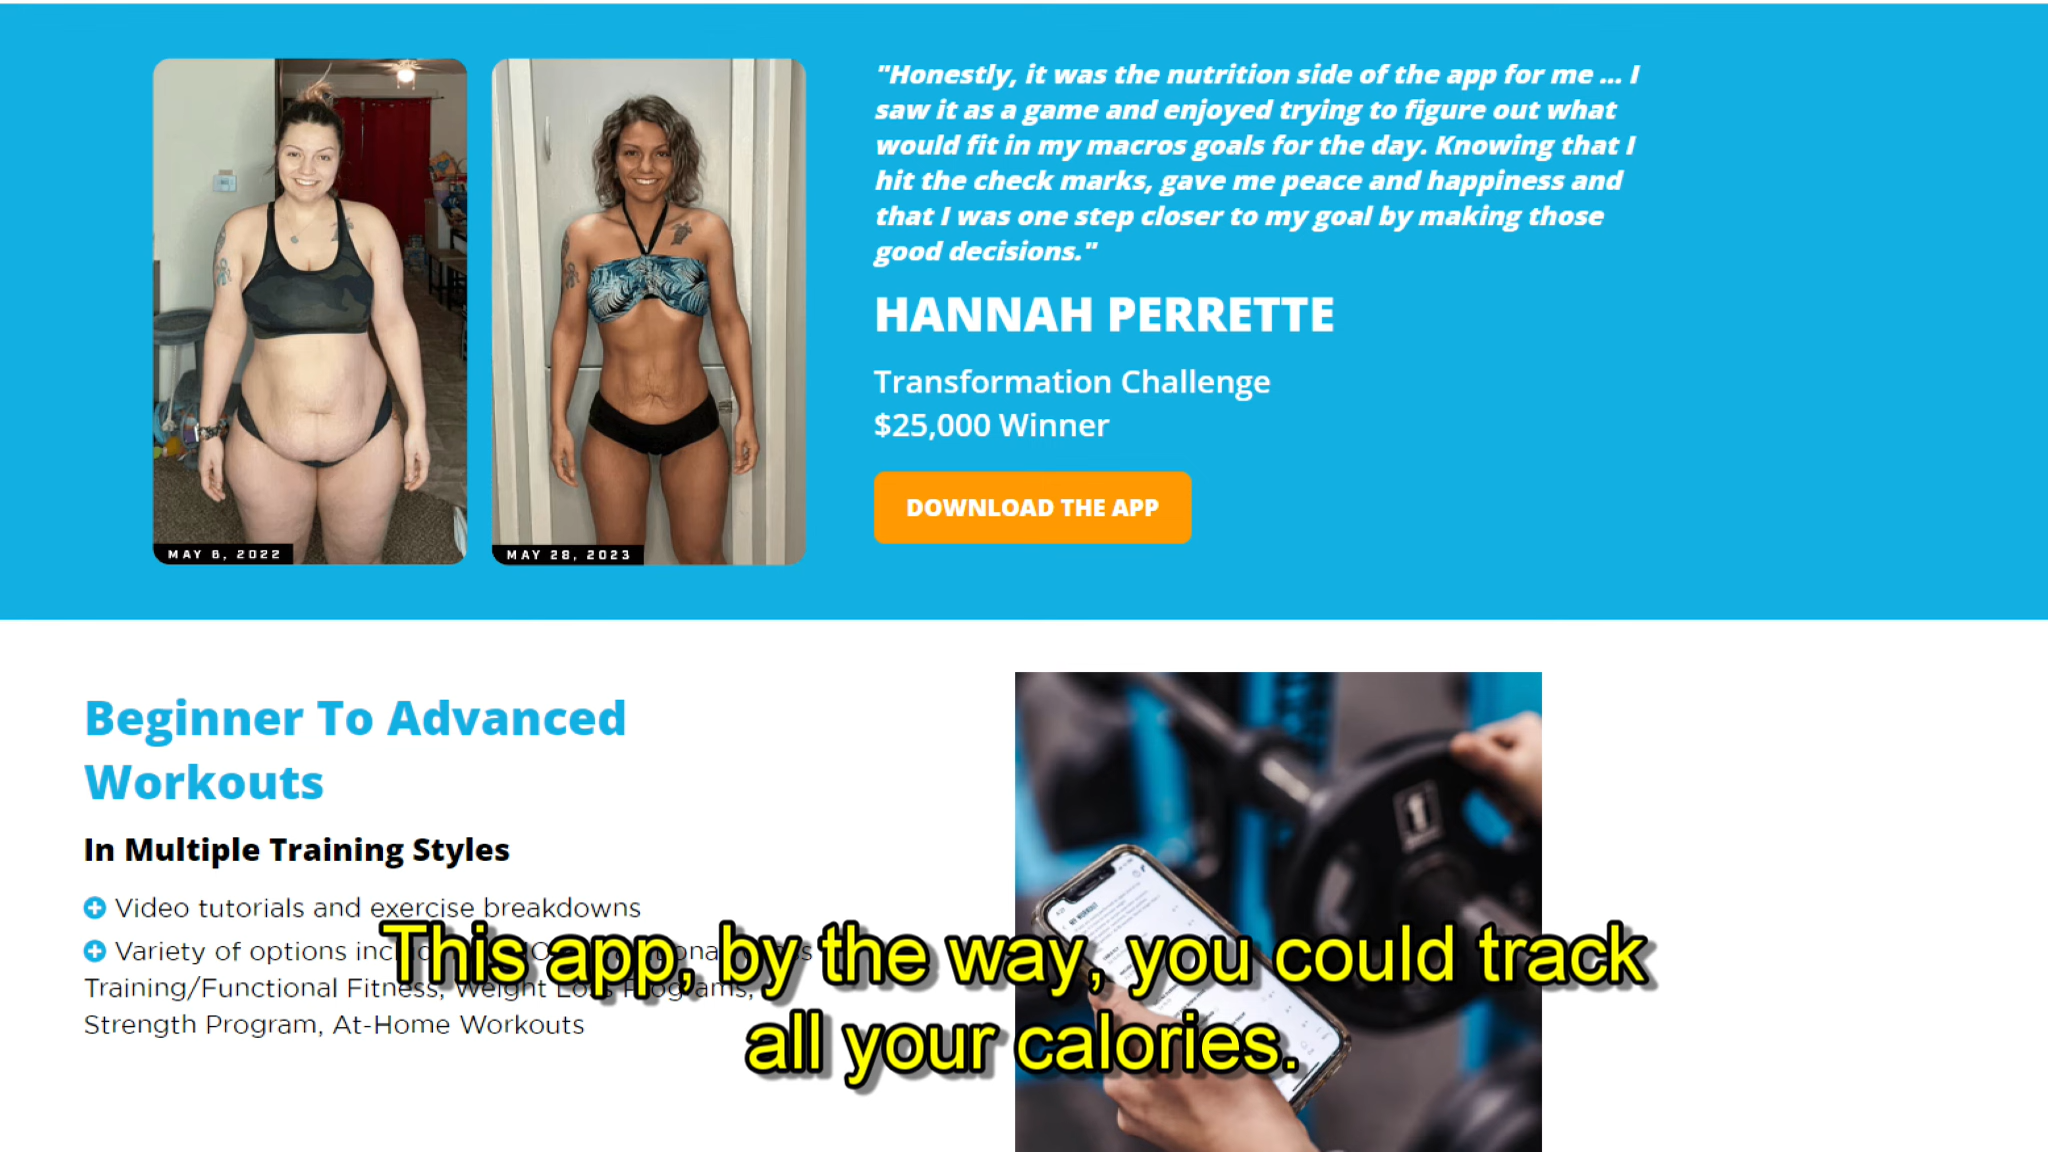 "Honestly, it was the nutrition side of the app for me ... I
saw it as a game and enjoyed trying to figure out what
would fit in my macros goals for the day. Knowing that I
hit the check marks, gave me peace and happiness and
that I was one step closer to my goal by making those
good decisions."
HANNAH PERRETTE
Transformation Challenge
$25,000 Winner
DOWNLOAD THE APP
MAY 6, 2022
MAY 28, 2023
Beginner To Advanced
Workouts
In Multiple Training Styles
Video tutorials and exercise breakdowns
Variety of options
Training/Functional Fitness, Weight Loss Programs,
Strength Program, At-Home Workouts
MY WORKOUT
This app, by the way, you could track
all your calories.